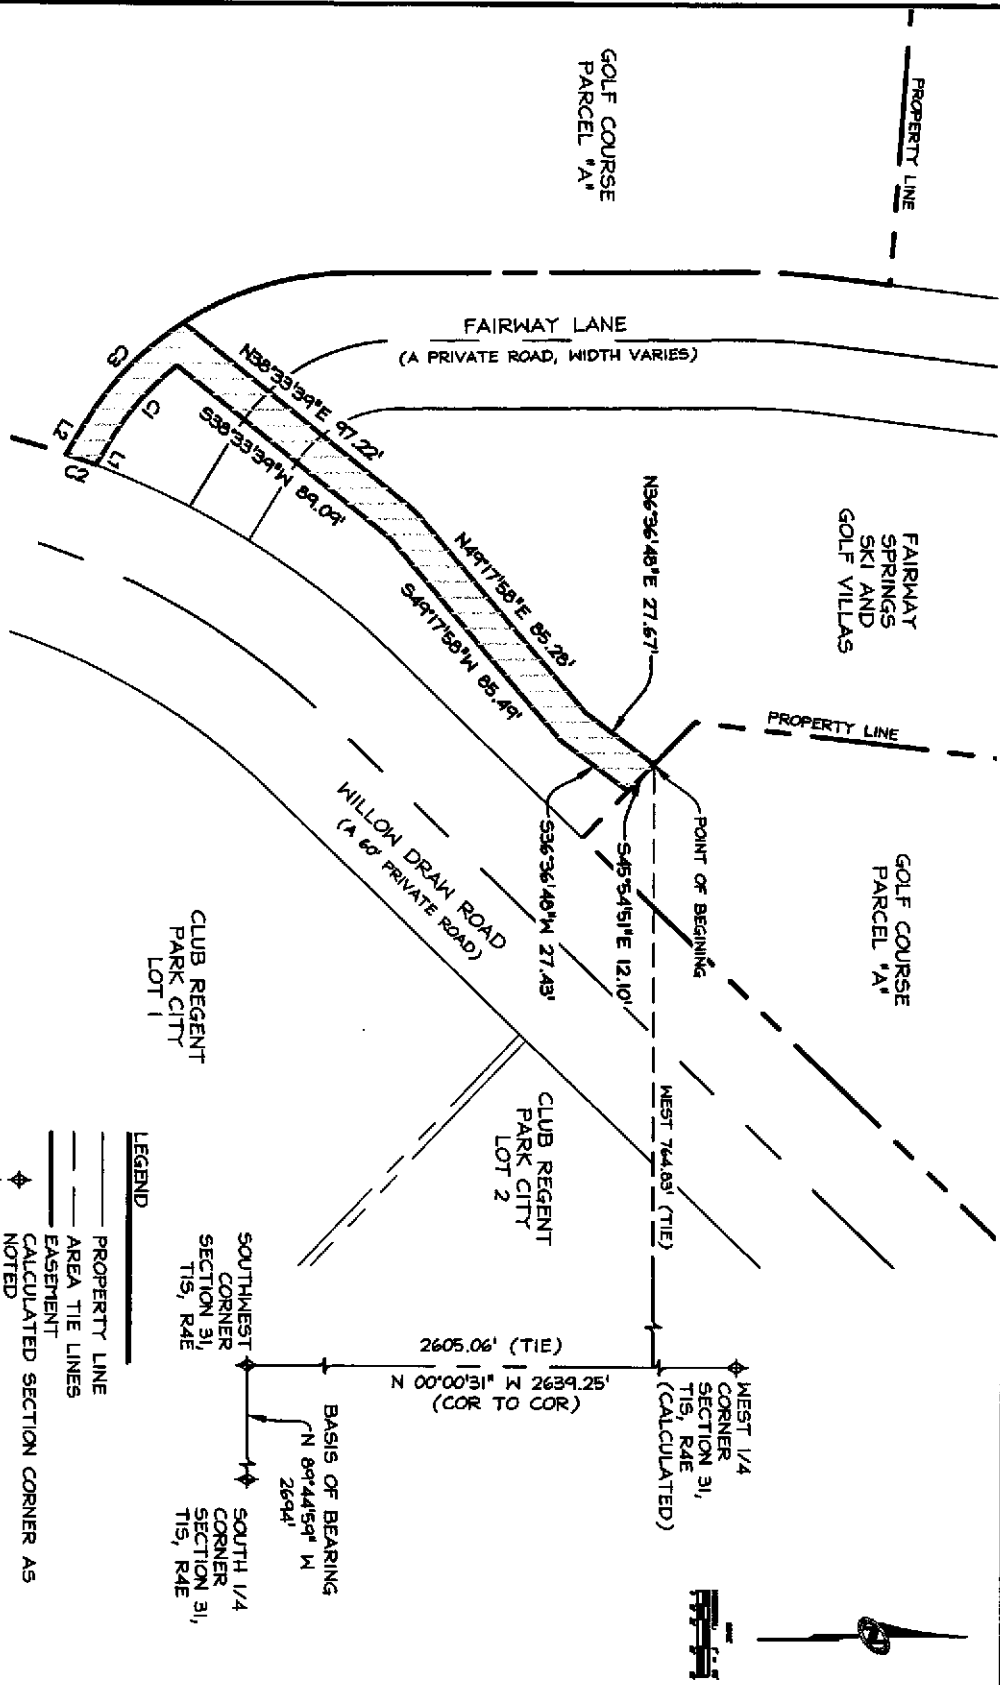 PROPERTY LINE
GOLF COURSE
PARCEL "A"
FAIRWAY LANE
(A PRIVATE ROAD, WIDTH VARIES)
C3
C1
L2
L1
C2
N38°33'39"E 97.22'
S38°33'39"W 89.09'
N49°17'58"E 85.28'
S49°17'58"W 85.49'
N36°36'48"E 27.67'
FAIRWAY
SPRINGS
SKI AND
GOLF VILLAS
PROPERTY LINE
POINT OF BEGINING
S45°54'51"E 12.10'
S36°36'48"W 27.43'
GOLF COURSE
PARCEL "A"
WILLOW DRAW ROAD
(A 60' PRIVATE ROAD)
CLUB REGENT
PARK CITY
LOT 1
CLUB REGENT
PARK CITY
LOT 2
WEST 764.83' (TIE)
WEST 1/4
CORNER
SECTION 31,
T1S, R4E
(CALCULATED)
2605.06' (TIE)
N 00°00'31" W 2639.25'
(COR TO COR)
SOUTHWEST
CORNER
SECTION 31,
T1S, R4E
BASIS OF BEARING
N 89°44'59" W
2694'
SOUTH 1/4
CORNER
SECTION 31,
T1S, R4E
LEGEND
PROPERTY LINE
AREA TIE LINES
EASEMENT
CALCULATED SECTION CORNER AS
NOTED